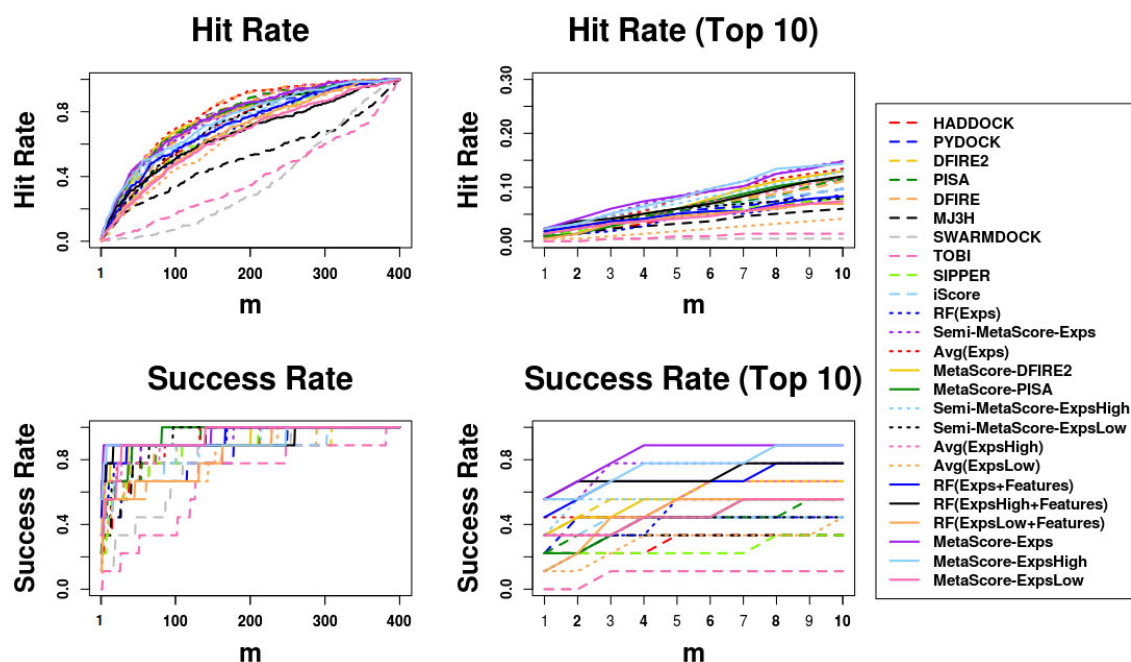 Hit Rate
Hit Rate
0.0 0.4 0.8
1 100 200 300 400
m
Hit Rate (Top 10)
Hit Rate
0.00 0.10 0.20 0.30
1 2 3 4 5 6 7 8 9 10
m
Success Rate
Success Rate
0.0 0.4 0.8
1 100 200 300 400
m
Success Rate (Top 10)
Success Rate
0.0 0.4 0.8
1 2 3 4 5 6 7 8 9 10
m
HADDOCK
PYDOCK
DFIRE2
PISA
DFIRE
MJ3H
SWARMDOCK
TOBI
SIPPER
iScore
RF(Exps)
Semi-MetaScore-Exps
Avg(Exps)
MetaScore-DFIRE2
MetaScore-PISA
Semi-MetaScore-ExpsHigh
Semi-MetaScore-ExpsLow
Avg(ExpsHigh)
Avg(ExpsLow)
RF(Exps+Features)
RF(ExpsHigh+Features)
RF(ExpsLow+Features)
MetaScore-Exps
MetaScore-ExpsHigh
MetaScore-ExpsLow